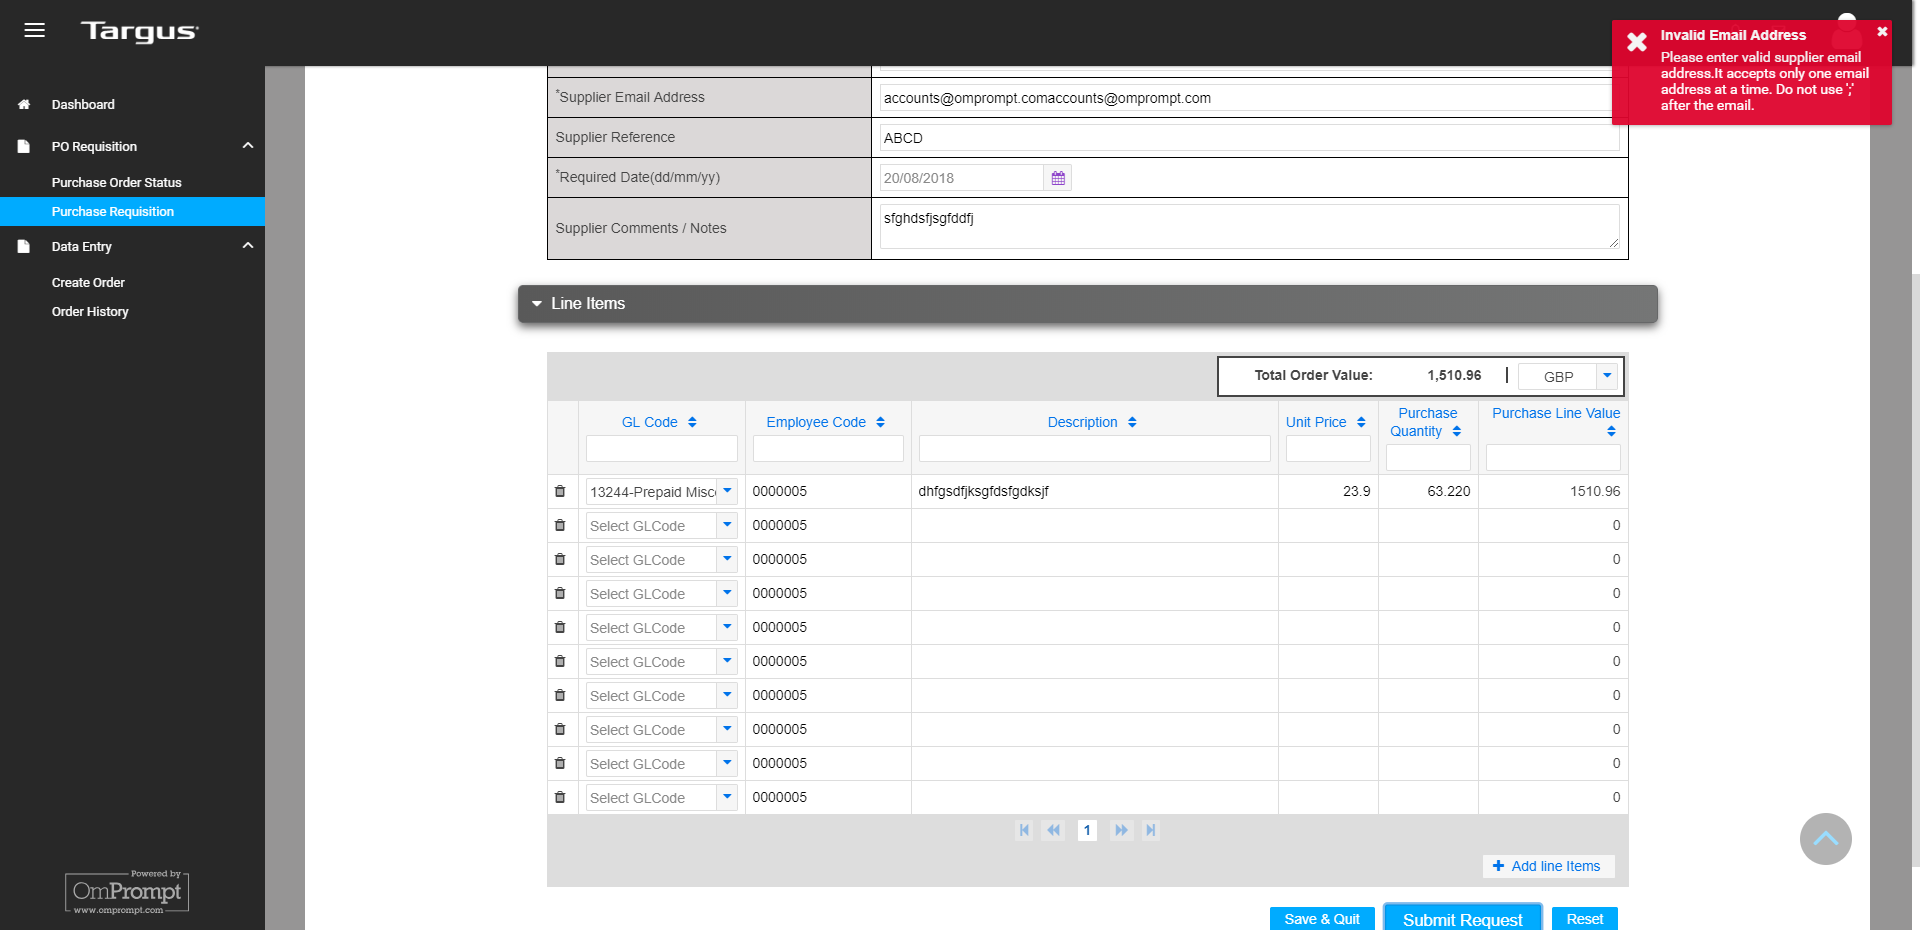 Targus
Invalid Email Address
Please enter valid supplier email
address.It accepts only one email
address at a time. Do not use ';'
after the email.
Dashboard
PO Requisition
Purchase Order Status
Purchase Requisition
Data Entry
Create Order
Order History
*Supplier Email Address accounts@omprompt.comaccounts@omprompt.com
Supplier Reference ABCD
*Required Date(dd/mm/yy) 20/08/2018
Supplier Comments / Notes sfghdsfjsgfddfj
Line Items
Total Order Value: 1,510.96 | GBP
GL Code Employee Code Description Unit Price Purchase Quantity Purchase Line Value
13244-Prepaid Misc 0000005 dhfgsdfjksgfdsfgdksjf 23.9 63.220 1510.96
Select GLCode 0000005 0
Select GLCode 0000005 0
Select GLCode 0000005 0
Select GLCode 0000005 0
Select GLCode 0000005 0
Select GLCode 0000005 0
Select GLCode 0000005 0
Select GLCode 0000005 0
Select GLCode 0000005 0
1
+ Add line Items
Save & Quit Submit Request Reset
Powered by
OmPrompt
www.omprompt.com